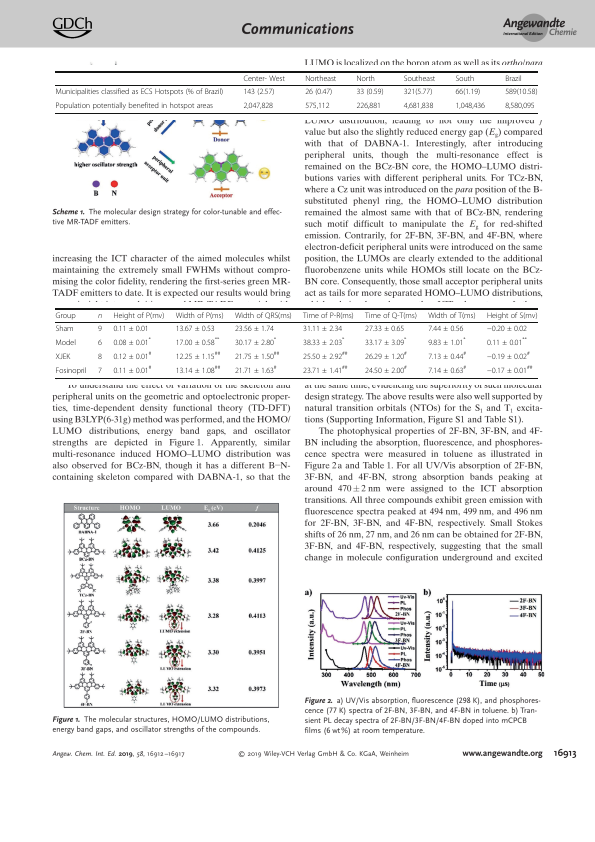 GDCh
Communications
Angewandte
International Edition Chemie
LUMO is localized on the boron atom as well as its ortho/para
Center- West Northeast North Southeast South Brazil
Municipalities classified as ECS Hotspots (% of Brazil) 143 (2.57) 26 (0.47) 33 (0.59) 321(5.77) 66(1.19) 589(10.58)
Population potentially benefited in hotspot areas 2,047,828 575,112 226,881 4,681,838 1,048,436 8,580,095
donor
Donor
higher oscillator strength
peripheral
acceptor unit
Acceptor
B N
Scheme 1. The molecular design strategy for color-tunable and effec-
tive MR-TADF emitters.
increasing the ICT character of the aimed molecules whilst
maintaining the extremely small FWHMs without compro-
mising the color fidelity, rendering the first-seres green MR-
TADF emitters to date. It is expected our results would bring
LUMO distribution, leading to not only the improved f
value but also the slightly reduced energy gap (Eg) compared
with that of DABNA-1. Interestingly, after introducing
peripheral units, though the multi-resonance effect is
remained on the BCz-BN core, the HOMO–LUMO distri-
butions varies with different peripheral units. For TCz-BN,
where a Cz unit was introduced on the para position of the B-
substituted phenyl ring, the HOMO–LUMO distribution
remained the almost same with that of BCz-BN, rendering
such motif difficult to manipulate the Eg for red-shifted
emission. Contrarily, for 2F-BN, 3F-BN, and 4F-BN, where
electron-deficit peripheral units were introduced on the same
position, the LUMOs are clearly extended to the additional
fluorobenzene units while HOMOs still locate on the BCz-
BN core. Consequently, those small acceptor peripheral units
act as tails for more separated HOMO–LUMO distributions,
Group n Height of P(mv) Width of P(ms) Width of QRS(ms) Time of P-R(ms) Time of Q-T(ms) Width of T(ms) Height of S(mv)
Sham 9 0.11 ± 0.01 13.67 ± 0.53 23.56 ± 1.74 31.11 ± 2.34 27.33 ± 0.65 7.44 ± 0.56 −0.20 ± 0.02
Model 6 0.08 ± 0.01* 17.00 ± 0.58** 30.17 ± 2.80* 38.33 ± 2.03* 33.17 ± 3.09* 9.83 ± 1.01* 0.11 ± 0.01**
XJEK 8 0.12 ± 0.01# 12.25 ± 1.15## 21.75 ± 1.50## 25.50 ± 2.92## 26.29 ± 1.20# 7.13 ± 0.44# −0.19 ± 0.02#
Fosinopril 7 0.11 ± 0.01# 13.14 ± 1.08## 21.71 ± 1.63# 23.71 ± 1.41## 24.50 ± 2.00# 7.14 ± 0.63# −0.17 ± 0.01##
To understand the effect of variation of the skeleton and
peripheral units on the geometric and optoelectronic proper-
ties, time-dependent density functional theory (TD-DFT)
using B3LYP(6-31g) method was performed, and the HOMO/
LUMO distributions, energy band gaps, and oscillator
strengths are depicted in Figure 1. Apparently, similar
multi-resonance induced HOMO–LUMO distribution was
also observed for BCz-BN, though it has a different B−N-
containing skeleton compared with DABNA-1, so that the
at the same time, evidencing the superiority of such molecular
design strategy. The above results were also well supported by
natural transition orbitals (NTOs) for the S1 and T1 excita-
tions (Supporting Information, Figure S1 and Table S1).
The photophysical properties of 2F-BN, 3F-BN, and 4F-
BN including the absorption, fluorescence, and phosphores-
cence spectra were measured in toluene as illustrated in
Figure 2 a and Table 1. For all UV/Vis absorption of 2F-BN,
3F-BN, and 4F-BN, strong absorption bands peaking at
around 470 ± 2 nm were assigned to the ICT absorption
transitions. All three compounds exhibit green emission with
fluorescence spectra peaked at 494 nm, 499 nm, and 496 nm
for 2F-BN, 3F-BN, and 4F-BN, respectively. Small Stokes
shifts of 26 nm, 27 nm, and 26 nm can be obtained for 2F-BN,
3F-BN, and 4F-BN, respectively, suggesting that the small
change in molecule configuration underground and excited
Structure HOMO LUMO Eg (eV) f
DABNA-1 3.66 0.2046
BCz-BN 3.42 0.4125
TCz-BN 3.38 0.3997
2F-BN LUMO extension 3.28 0.4113
3F-BN LUMO extension 3.30 0.3951
4F-BN LUMO extension 3.32 0.3973
Figure 1. The molecular structures, HOMO/LUMO distributions,
energy band gaps, and oscillator strengths of the compounds.
a)
Intensity (a.u.)
Uv-Vis
PL
Phos
2F-BN
Uv-Vis
PL
Phos
3F-BN
Uv-Vis
PL
Phos
4F-BN
300 400 500 600 700
Wavelength (nm)
b)
Intensity (a.u.)
2F-BN
3F-BN
4F-BN
10^0
10^-1
10^-2
10^-3
10^-4
10^-5
0 10 20 30 40 50
Time (μs)
Figure 2. a) UV/Vis absorption, fluorescence (298 K), and phosphores-
cence (77 K) spectra of 2F-BN, 3F-BN, and 4F-BN in toluene. b) Tran-
sient PL decay spectra of 2F-BN/3F-BN/4F-BN doped into mCPCB
films (6 wt%) at room temperature.
Angew. Chem. Int. Ed. 2019, 58, 16912–16917
© 2019 Wiley-VCH Verlag GmbH & Co. KGaA, Weinheim
www.angewandte.org 16913